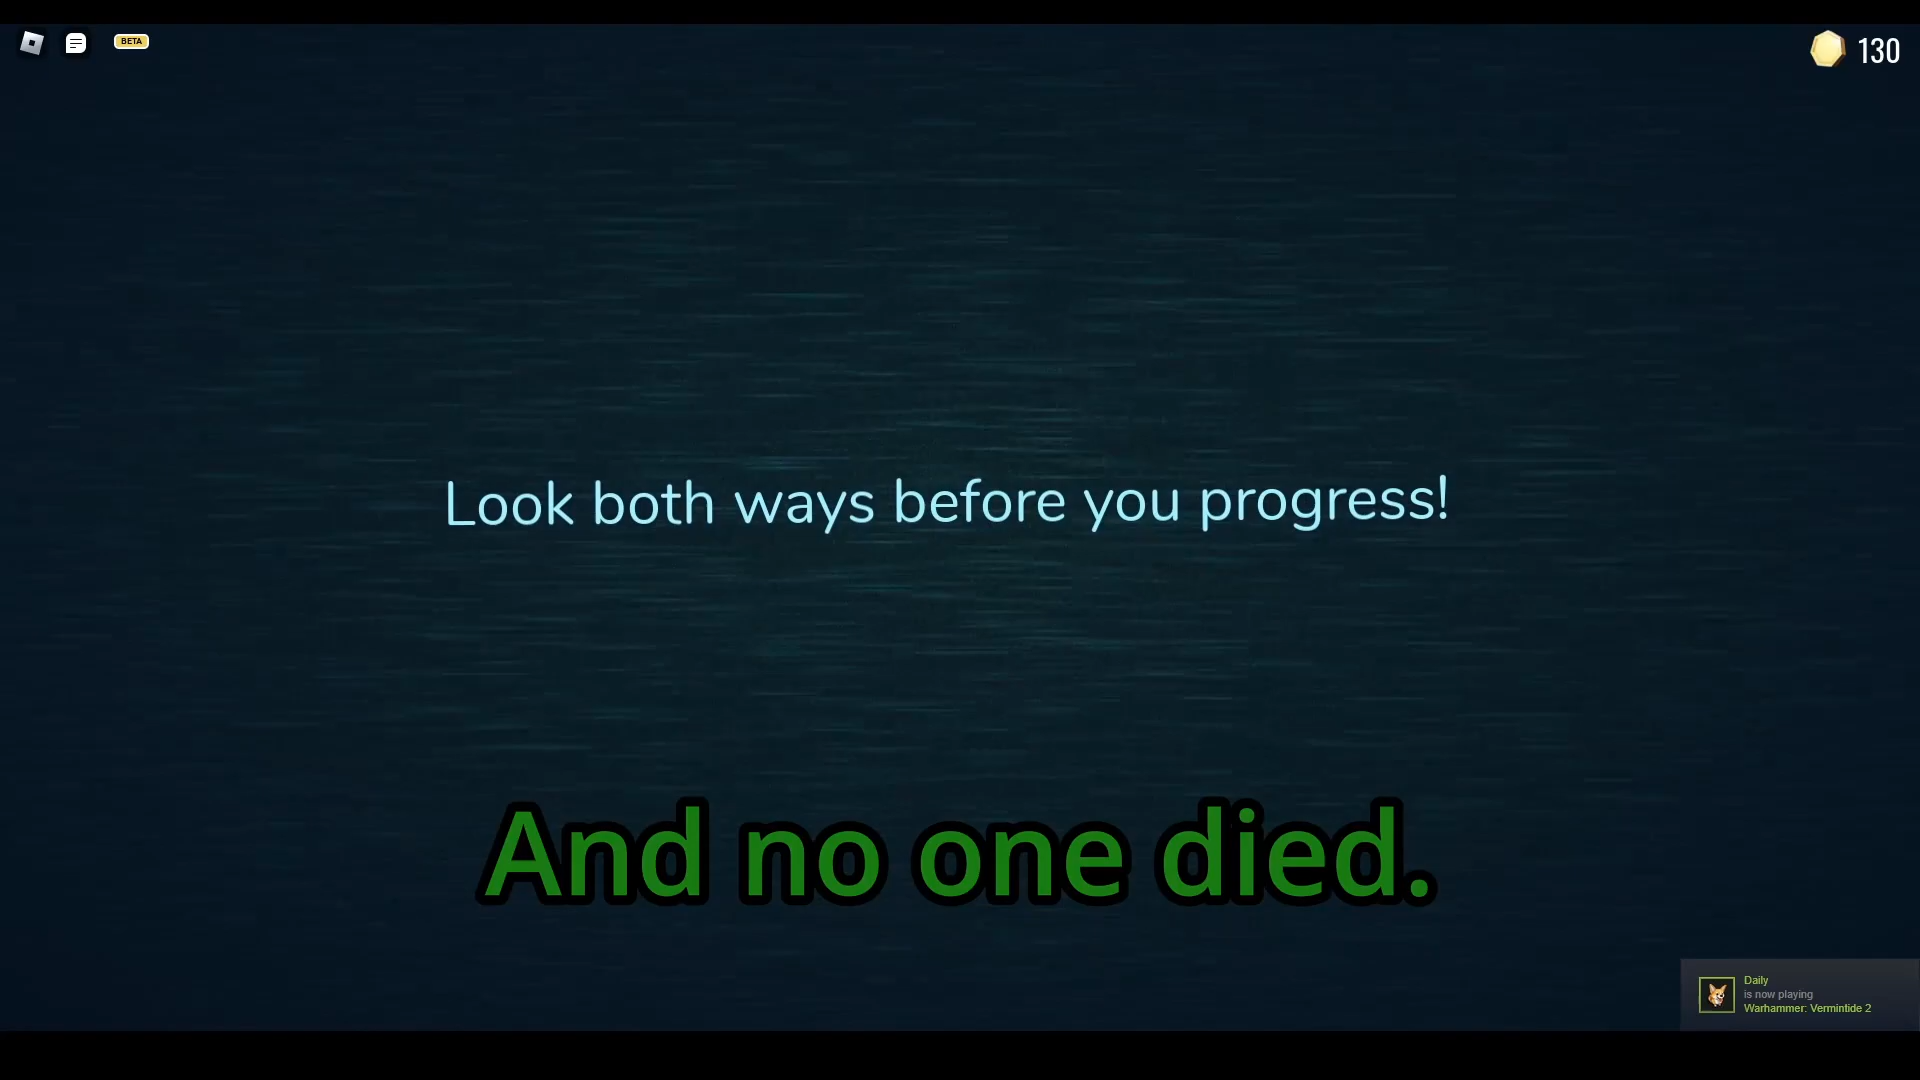 BETA
130
Look both ways before you progress!
And no one died.
Daily
is now playing
Warhammer: Vermintide 2